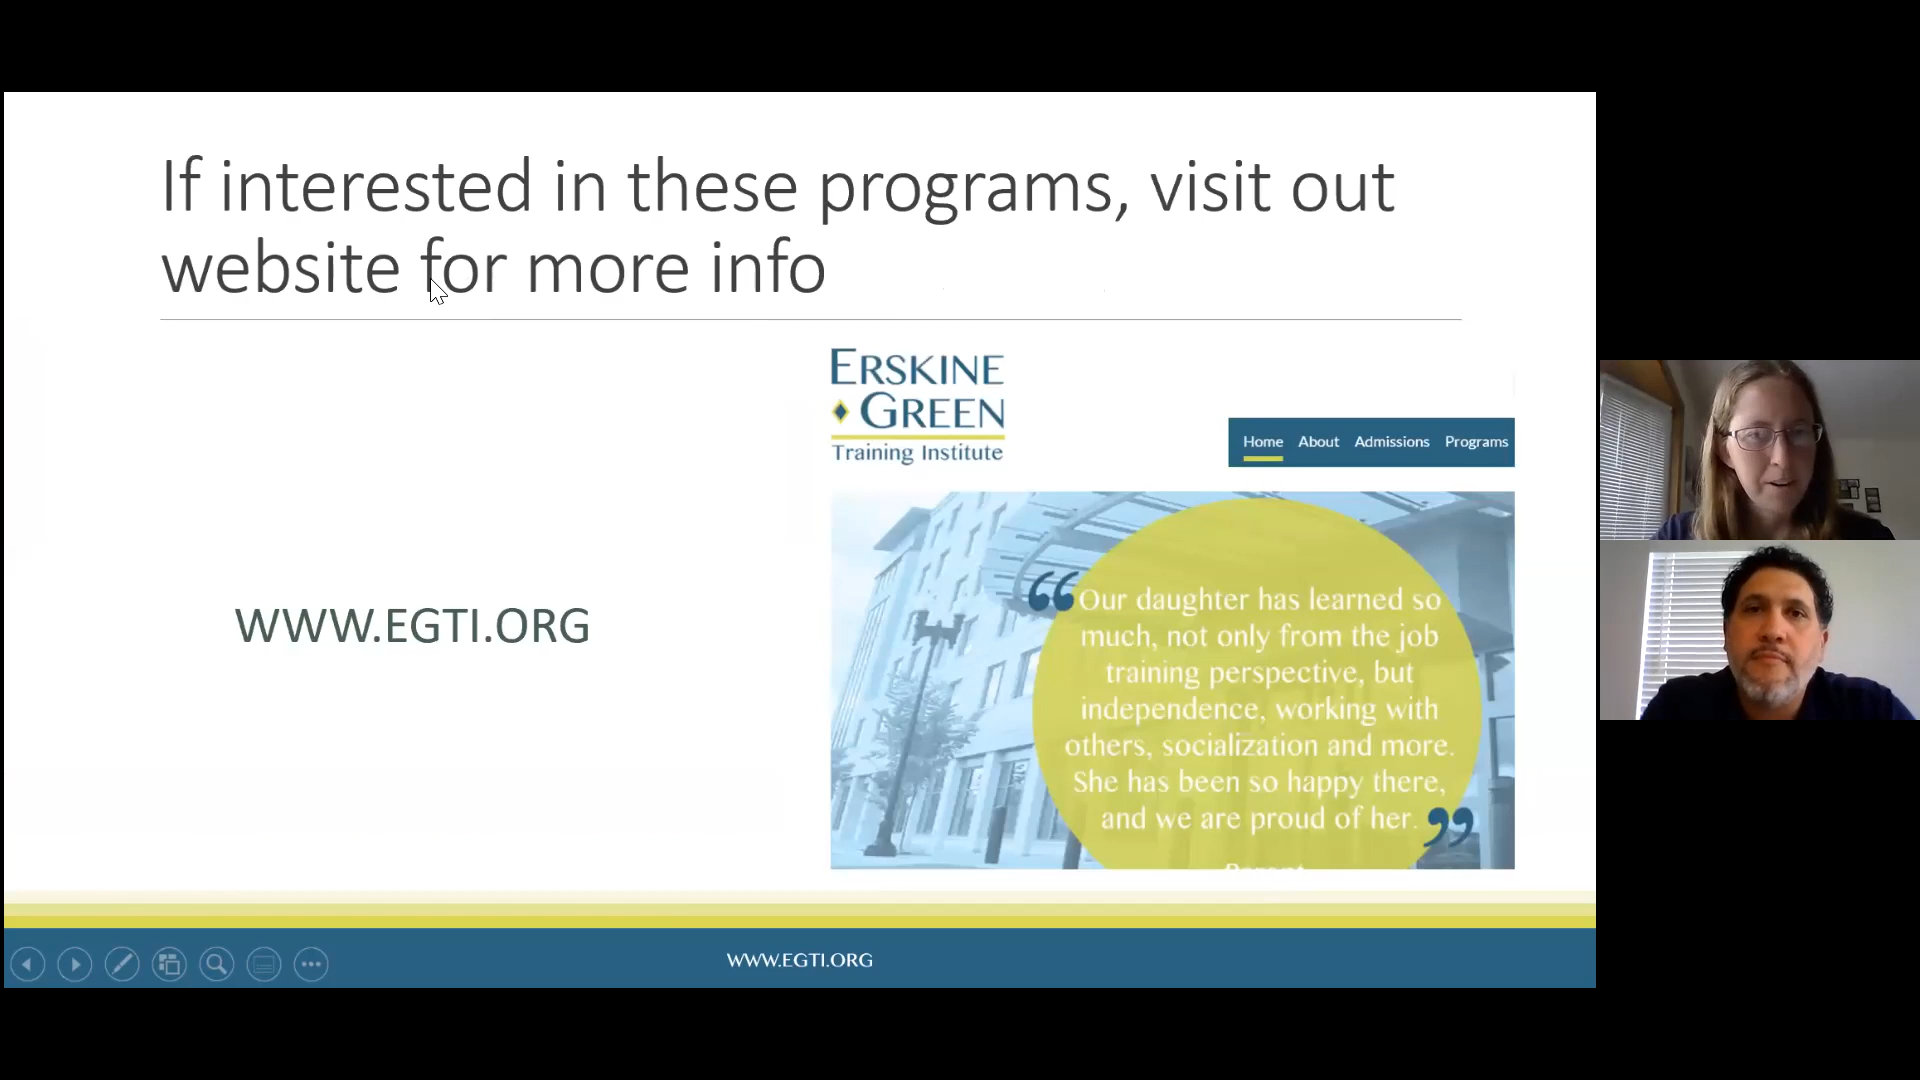 If interested in these programs, visit out
website for more info
ERSKINE
GREEN
Training Institute
Home About Admissions Programs
WWW.EGTI.ORG
“Our daughter has learned so
much, not only from the job
training perspective, but
independence, working with
others, socialization and more.
She has been so happy there,
and we are proud of her.”
Parent
WWW.EGTI.ORG